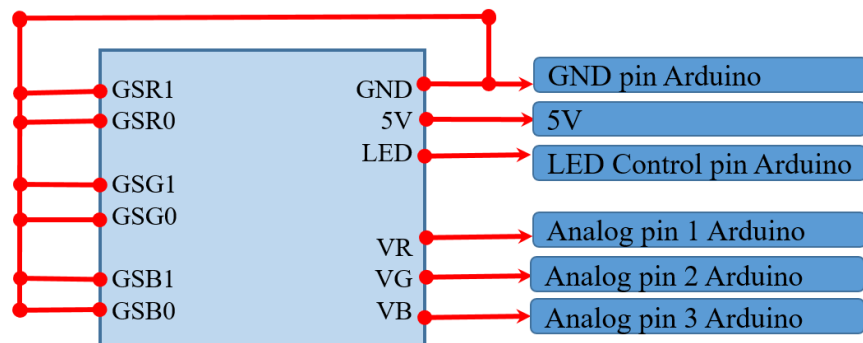 GSR1
GSR0
GSG1
GSG0
GSB1
GSB0
GND
5V
LED
VR
VG
VB
GND pin Arduino
5V
LED Control pin Arduino
Analog pin 1 Arduino
Analog pin 2 Arduino
Analog pin 3 Arduino